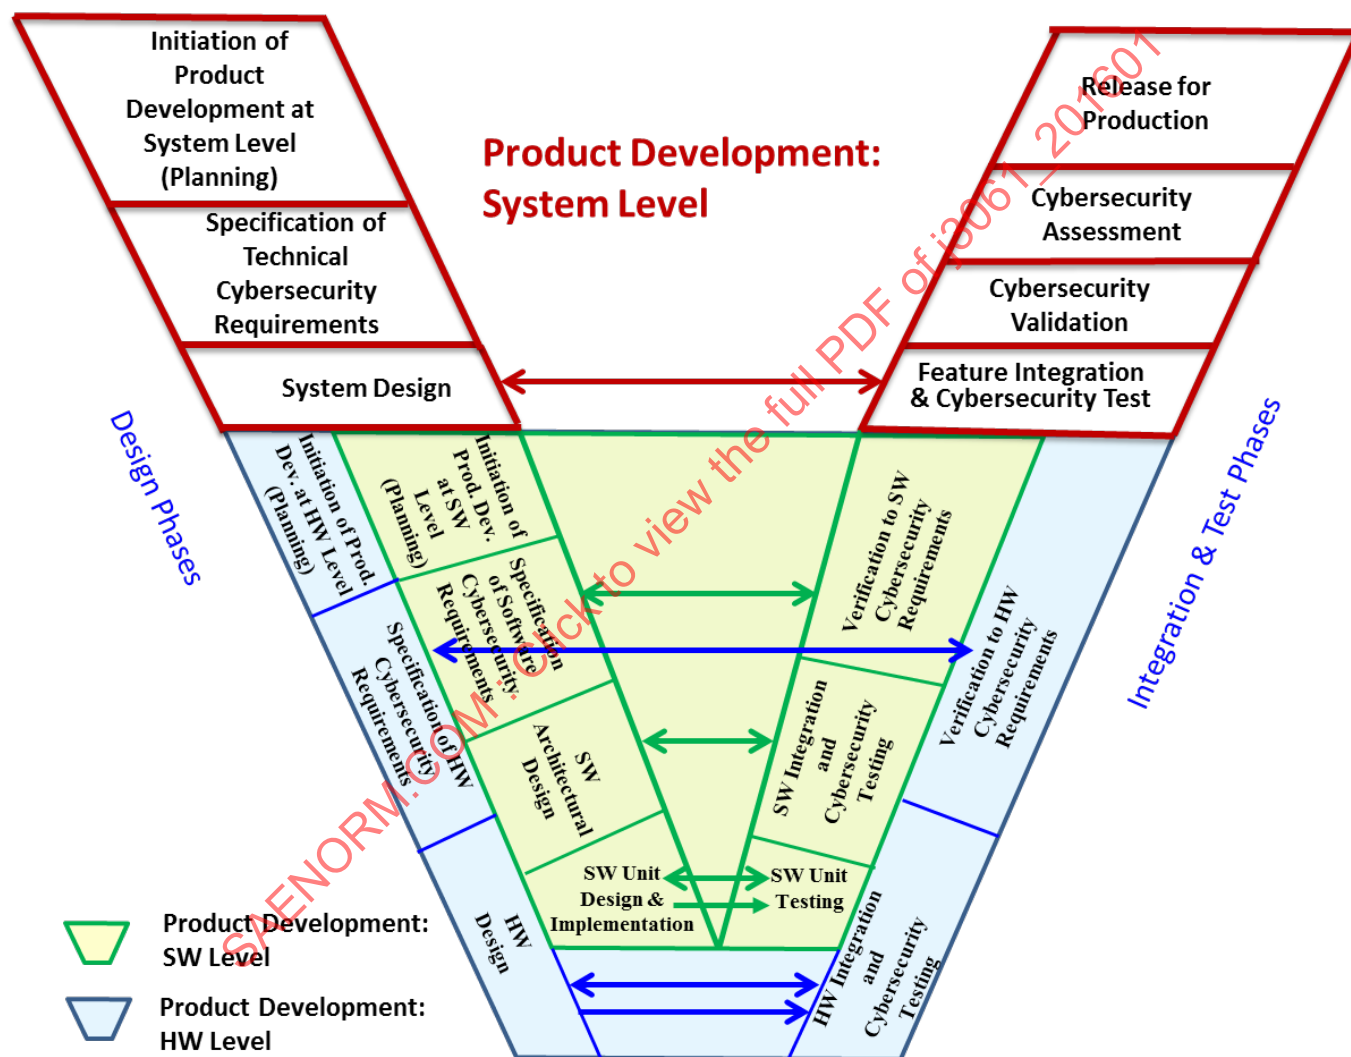 Initiation of
Product
Development at
System Level
(Planning)
Specification of
Technical
Cybersecurity
Requirements
System Design
Product Development:
System Level
Release for
Production
Cybersecurity
Assessment
Cybersecurity
Validation
Feature Integration
& Cybersecurity Test
Design Phases
Integration & Test Phases
Initiation of Prod.
Dev. at HW Level
(Planning)
Initiation of
Prod. Dev.
at SW
Level
(Planning)
Specification
of Software
Cybersecurity
Requirements
Specification of HW
Cybersecurity
Requirements
SW
Architectural
Design
SW Unit
Design &
Implementation
HW
Design
Verification to SW
Cybersecurity
Requirements
Verification to HW
Cybersecurity
Requirements
SW Integration
and
Cybersecurity
Testing
SW Unit
Testing
HW Integration
and
Cybersecurity
Testing
Product Development:
SW Level
Product Development:
HW Level
SAENORM.COM : Click to view the full PDF of j3061_201601